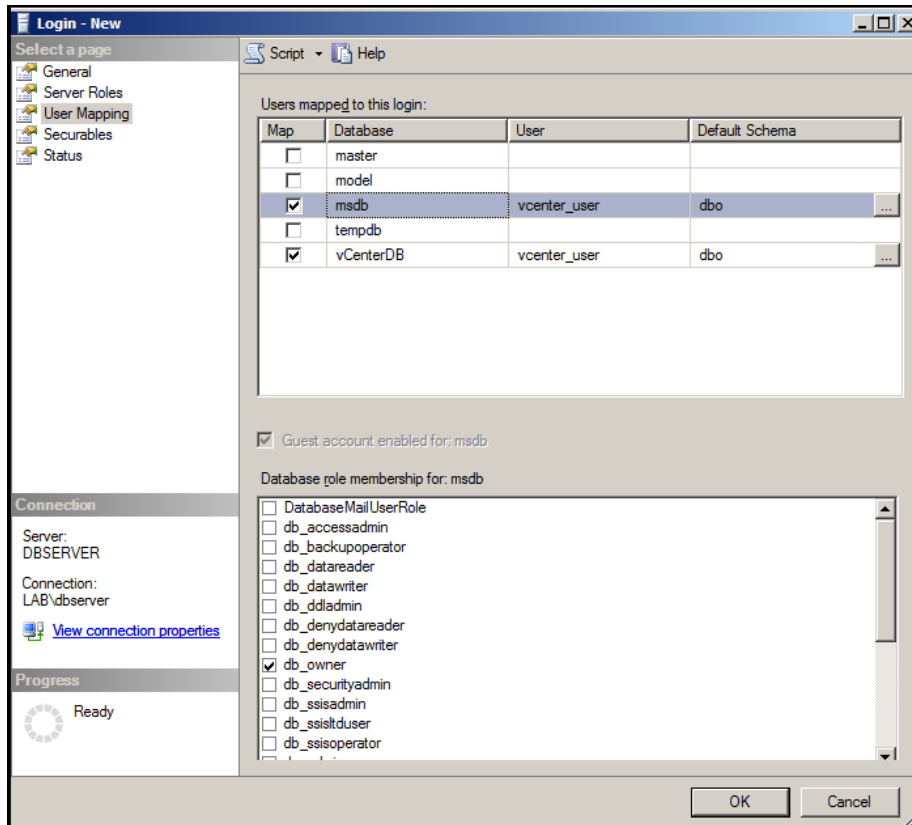 Login - New
Select a page
General
Server Roles
User Mapping
Securables
Status
Script Help
Users mapped to this login:
Map Database User Default Schema
master
model
msdb vcenter_user dbo ...
tempdb
vCenterDB vcenter_user dbo ...
Guest account enabled for: msdb
Database role membership for: msdb
DatabaseMailUserRole
db_accessadmin
db_backupoperator
db_datareader
db_datawriter
db_ddladmin
db_denydatareader
db_denydatawriter
db_owner
db_securityadmin
db_ssisadmin
db_ssisltduser
db_ssisoperator
Connection
Server:
DBSERVER
Connection:
LAB\dbserver
View connection properties
Progress
Ready
OK Cancel